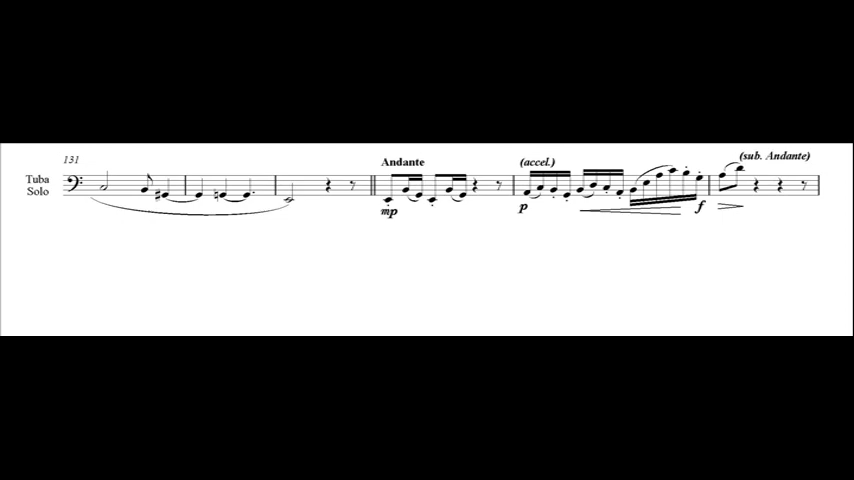 131
Andante
(accel.)
(sub. Andante)
Tuba
Solo
mp
p
f